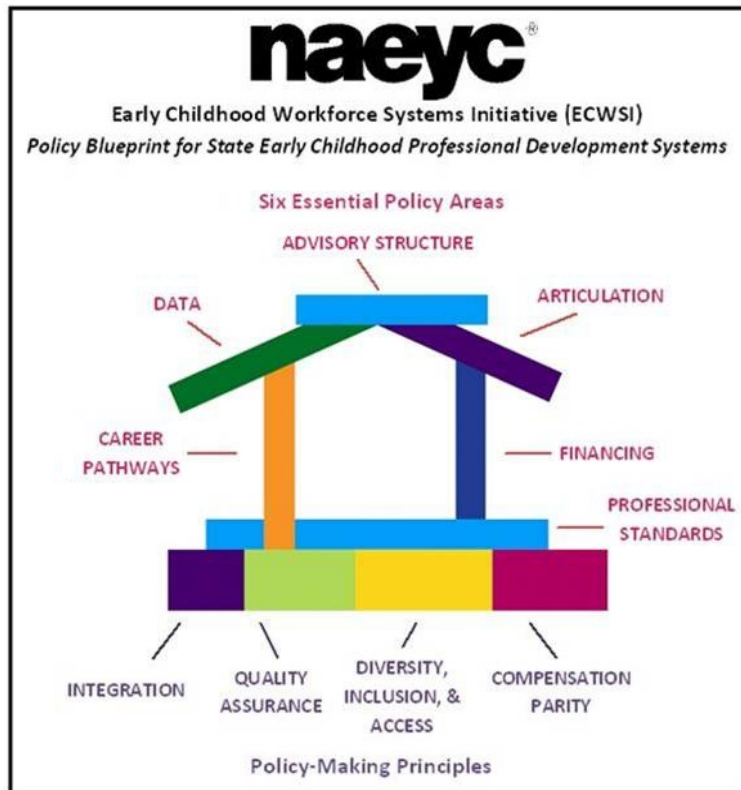 naeyc®
Early Childhood Workforce Systems Initiative (ECWSI)
Policy Blueprint for State Early Childhood Professional Development Systems
Six Essential Policy Areas
ADVISORY STRUCTURE
DATA
ARTICULATION
CAREER
PATHWAYS
FINANCING
PROFESSIONAL
STANDARDS
INTEGRATION
QUALITY
ASSURANCE
DIVERSITY,
INCLUSION, &
ACCESS
COMPENSATION
PARITY
Policy-Making Principles